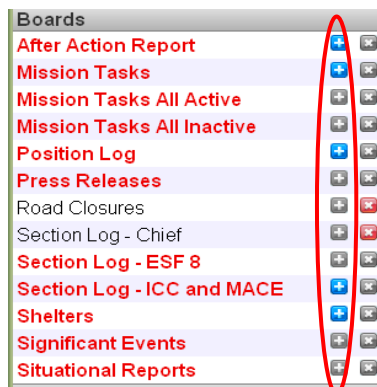 Boards
After Action Report
Mission Tasks
Mission Tasks All Active
Mission Tasks All Inactive
Position Log
Press Releases
Road Closures
Section Log - Chief
Section Log - ESF 8
Section Log - ICC and MACE
Shelters
Significant Events
Situational Reports